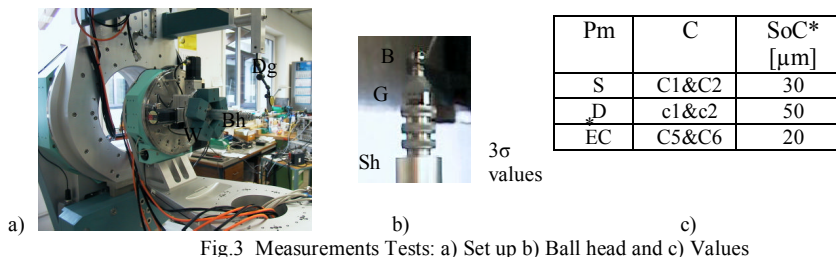 Dg
W
Bh
a)
B
G
Sh
b)
3σ
values
Pm C SoC*
[µm]
S C1&C2 30
D c1&c2 50
*
EC C5&C6 20
c)
Fig.3 Measurements Tests: a) Set up b) Ball head and c) Values